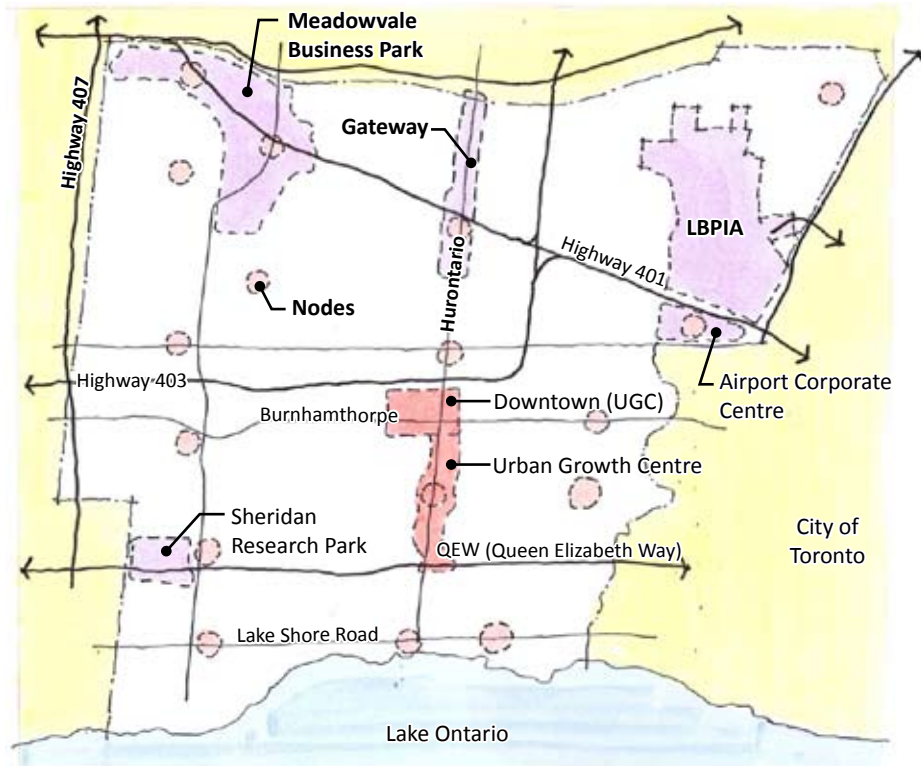 Meadowvale
Business Park
Highway 407
Gateway
LBPIA
Highway 401
Hurontario
Nodes
Highway 403
Airport Corporate
Centre
Burnhamthorpe
Downtown (UGC)
Urban Growth Centre
Sheridan
Research Park
QEW (Queen Elizabeth Way)
City of
Toronto
Lake Shore Road
Lake Ontario